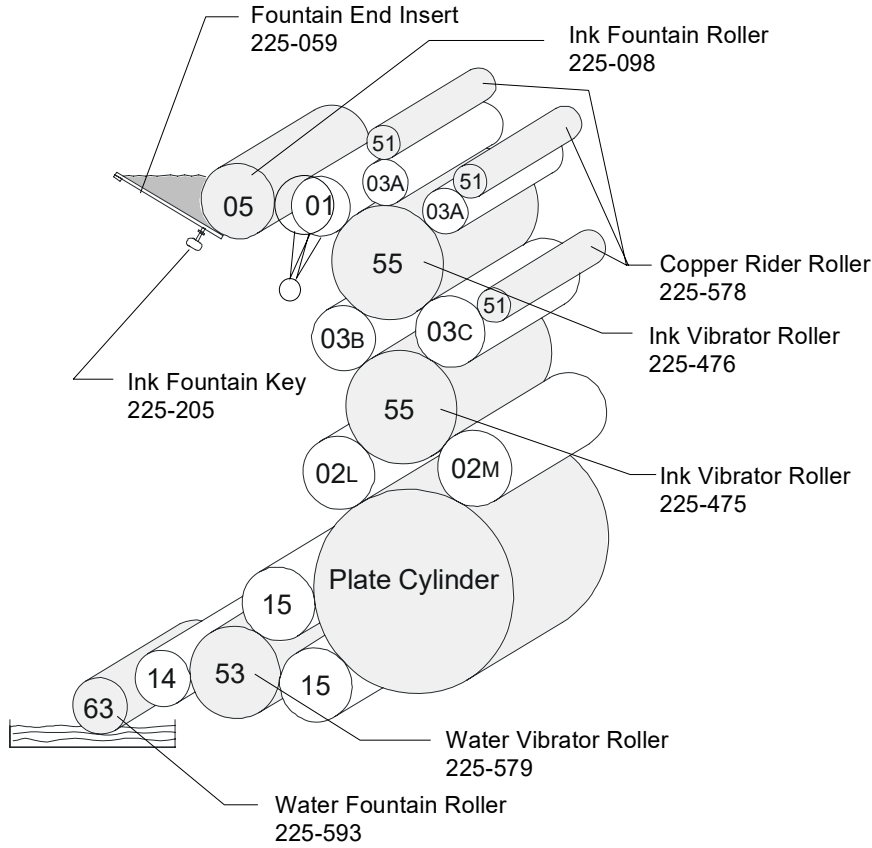 Fountain End Insert
225-059
Ink Fountain Roller
225-098
51
03A
51
05
01
03A
55
Copper Rider Roller
225-578
51
03B
03C
Ink Vibrator Roller
225-476
Ink Fountain Key
225-205
55
02L
02M
Ink Vibrator Roller
225-475
Plate Cylinder
15
53
14
15
63
Water Vibrator Roller
225-579
Water Fountain Roller
225-593